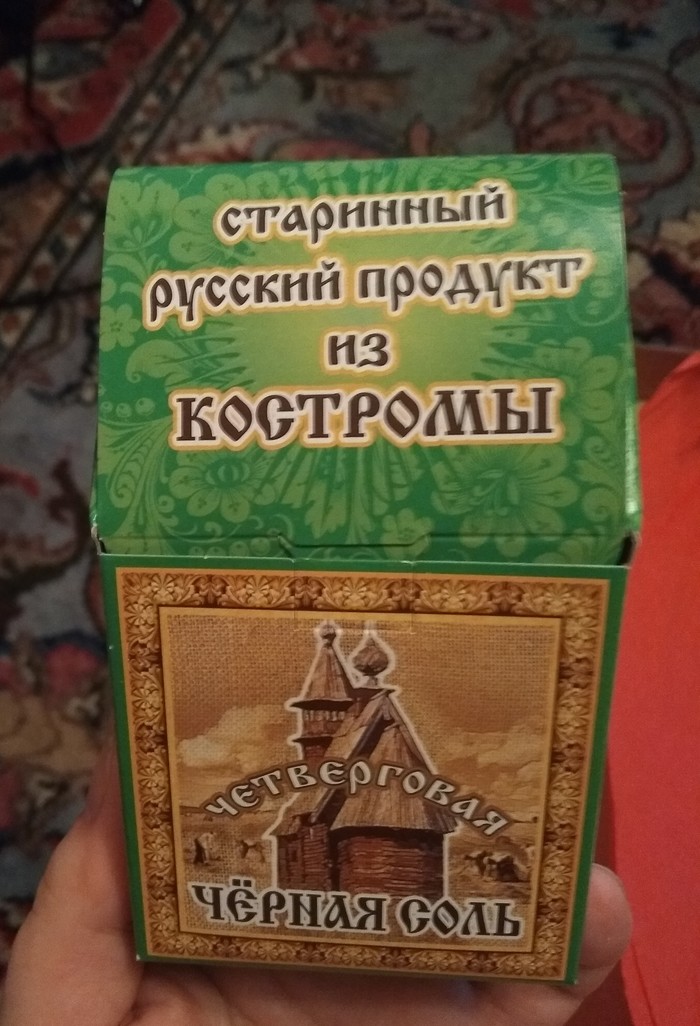 старинный
русский продукт
из
КОСТРОМЫ
ЧЕТВЕРГОВАЯ
ЧЁРНАЯ СОЛЬ